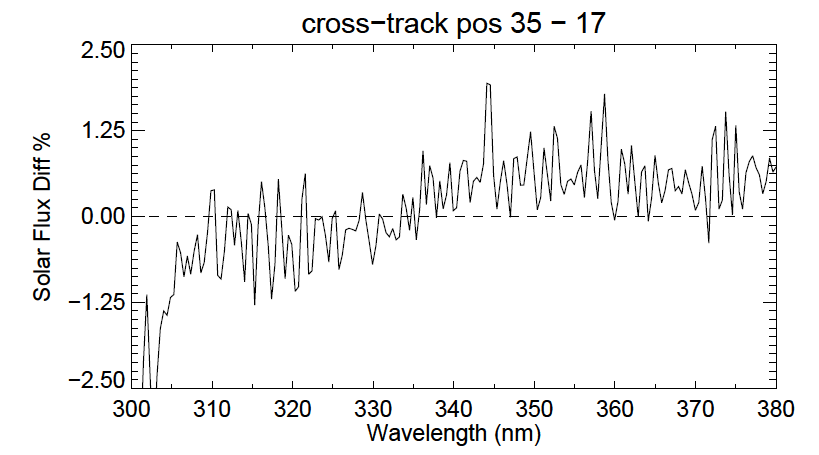 cross−track pos 35 − 17
Solar Flux Diff %
2.50
1.25
0.00
−1.25
−2.50
300 310 320 330 340 350 360 370 380
Wavelength (nm)